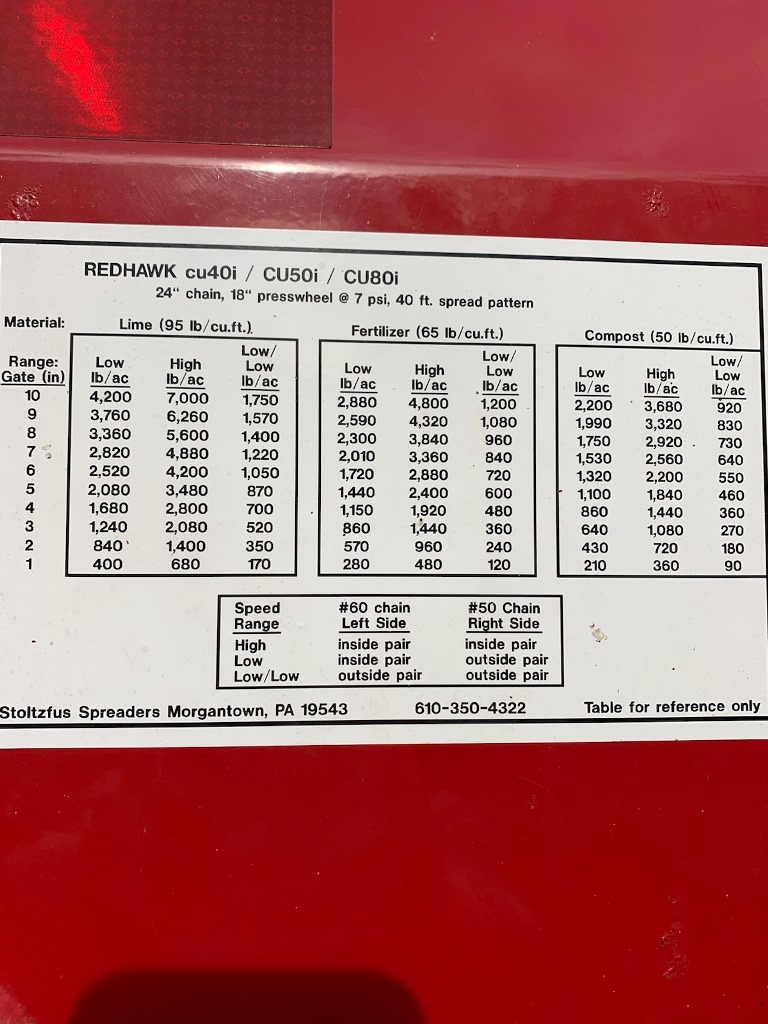 REDHAWK cu40i / CU50i / CU80i
24" chain, 18" presswheel @ 7 psi, 40 ft. spread pattern
Material: Lime (95 lb/cu.ft.) Fertilizer (65 lb/cu.ft.) Compost (50 lb/cu.ft.)
Low/ Low/ Low/
Range: Low High Low Low High Low Low High Low
Gate (in) lb/ac lb/ac lb/ac lb/ac lb/ac lb/ac lb/ac lb/ac lb/ac
10 4,200 7,000 1,750 2,880 4,800 1,200 2,200 3,680 920
9 3,760 6,260 1,570 2,590 4,320 1,080 1,990 3,320 830
8 3,360 5,600 1,400 2,300 3,840 960 1,750 2,920 730
7 2,820 4,880 1,220 2,010 3,360 840 1,530 2,560 640
6 2,520 4,200 1,050 1,720 2,880 720 1,320 2,200 550
5 2,080 3,480 870 1,440 2,400 600 1,100 1,840 460
4 1,680 2,800 700 1,150 1,920 480 860 1,440 360
3 1,240 2,080 520 860 1,440 360 640 1,080 270
2 840 1,400 350 570 960 240 430 720 180
1 400 680 170 280 480 120 210 360 90
Speed #60 chain #50 Chain
Range Left Side Right Side
High inside pair inside pair
Low inside pair outside pair
Low/Low outside pair outside pair
Stoltzfus Spreaders Morgantown, PA 19543 610-350-4322 Table for reference only